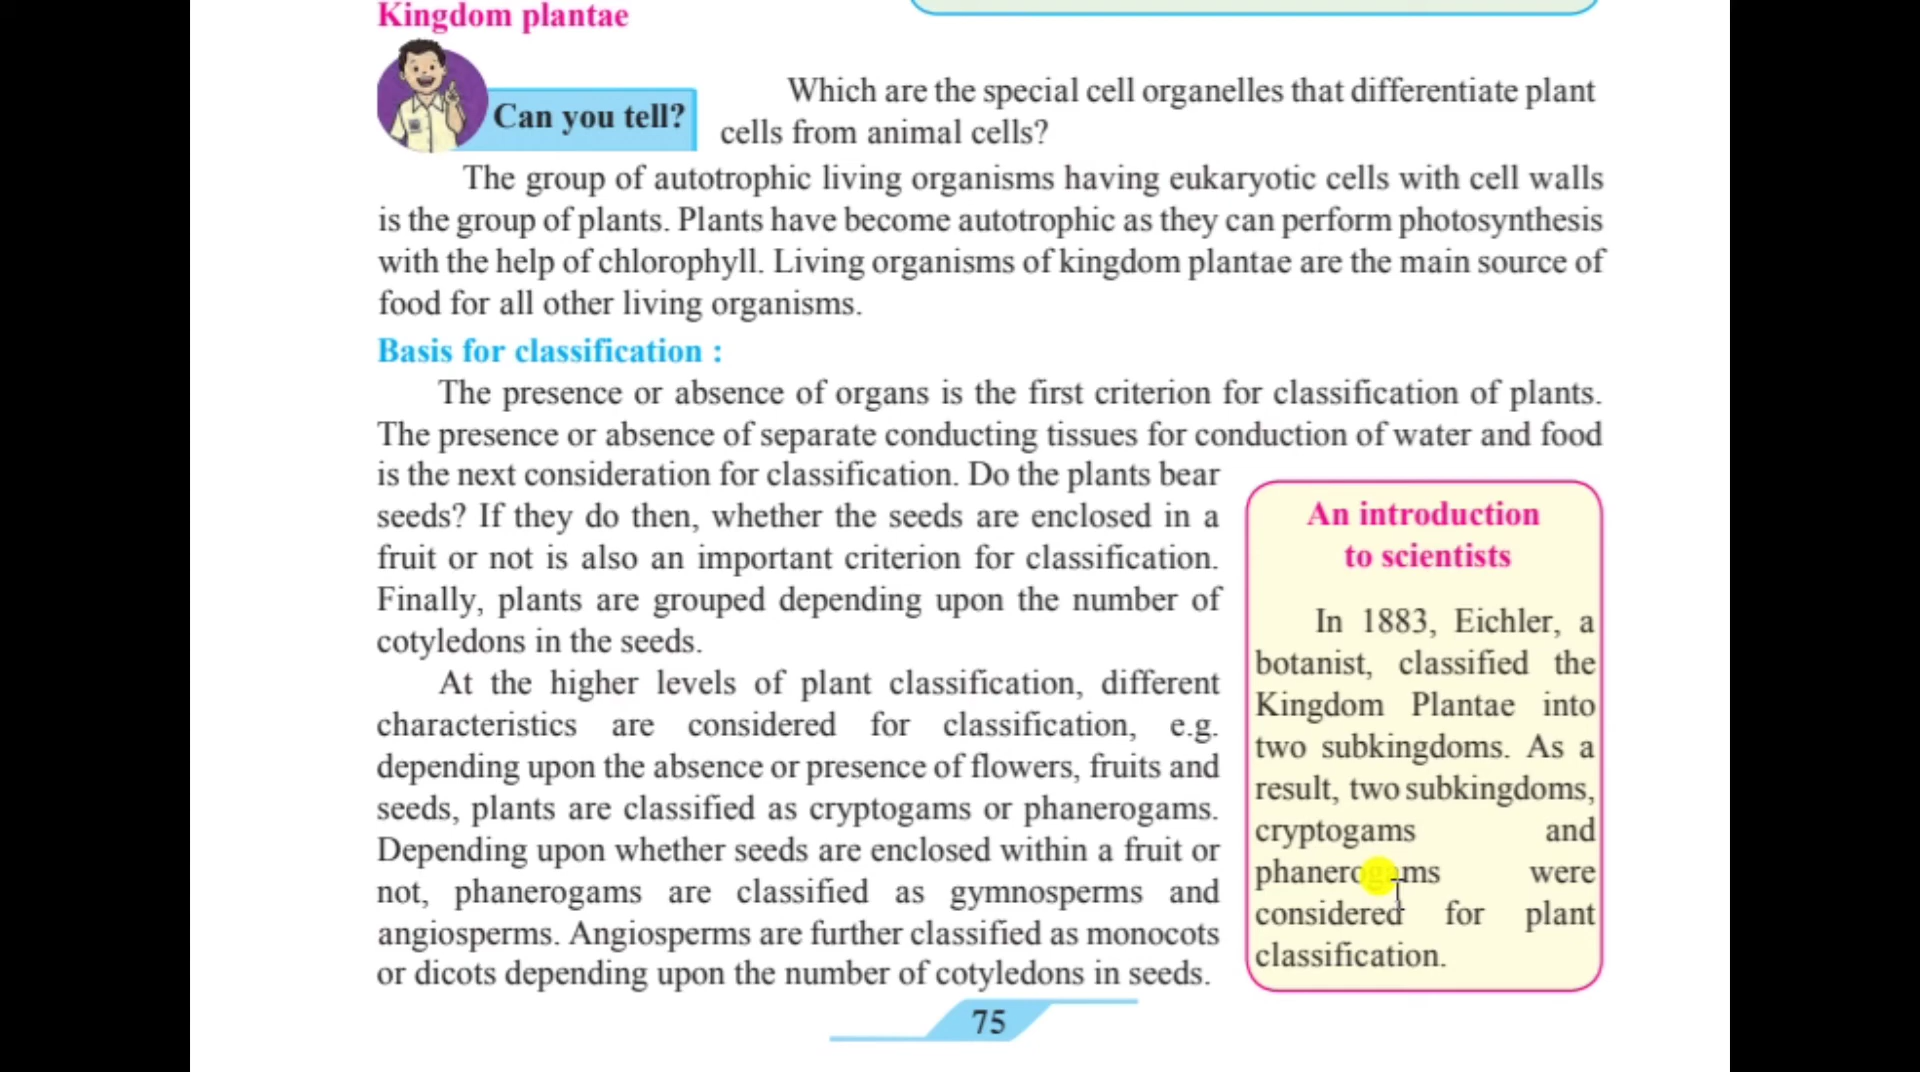 Kingdom plantae
Can you tell?
Which are the special cell organelles that differentiate plant
cells from animal cells?
The group of autotrophic living organisms having eukaryotic cells with cell walls
is the group of plants. Plants have become autotrophic as they can perform photosynthesis
with the help of chlorophyll. Living organisms of kingdom plantae are the main source of
food for all other living organisms.
Basis for classification :
The presence or absence of organs is the first criterion for classification of plants.
The presence or absence of separate conducting tissues for conduction of water and food
is the next consideration for classification. Do the plants bear
seeds? If they do then, whether the seeds are enclosed in a
fruit or not is also an important criterion for classification.
Finally, plants are grouped depending upon the number of
cotyledons in the seeds.
At the higher levels of plant classification, different
characteristics are considered for classification, e.g.
depending upon the absence or presence of flowers, fruits and
seeds, plants are classified as cryptogams or phanerogams.
Depending upon whether seeds are enclosed within a fruit or
not, phanerogams are classified as gymnosperms and
angiosperms. Angiosperms are further classified as monocots
or dicots depending upon the number of cotyledons in seeds.
An introduction
to scientists
In 1883, Eichler, a
botanist, classified the
Kingdom Plantae into
two subkingdoms. As a
result, two subkingdoms,
cryptogams and
phanerogams were
considered for plant
classification.
75